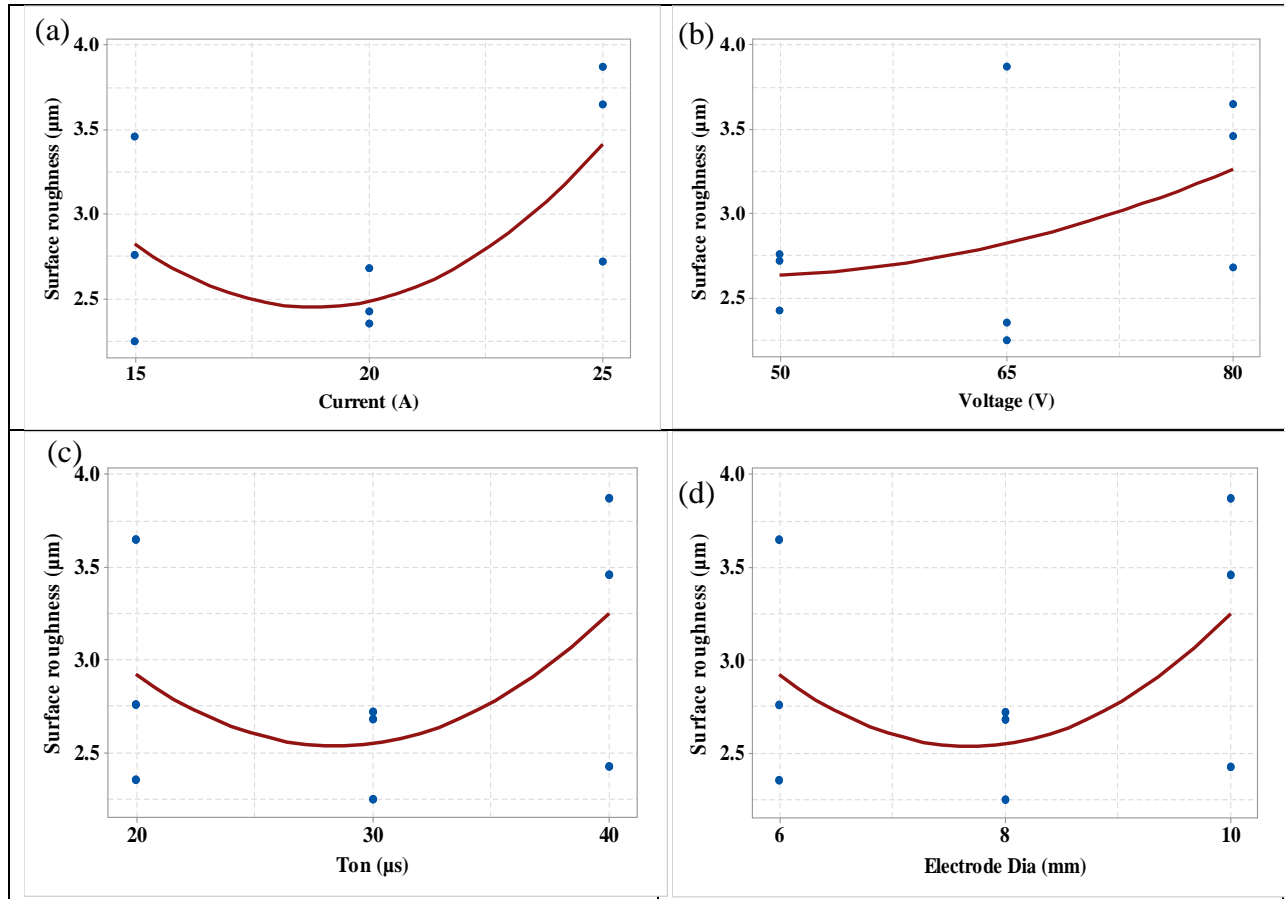 (a)
4.0
3.5
3.0
2.5
Surface roughness (µm)
15 20 25
Current (A)
(b)
4.0
3.5
3.0
2.5
Surface roughness (µm)
50 65 80
Voltage (V)
(c)
4.0
3.5
3.0
2.5
Surface roughness (µm)
20 30 40
Ton (µs)
(d)
4.0
3.5
3.0
2.5
Surface roughness (µm)
6 8 10
Electrode Dia (mm)